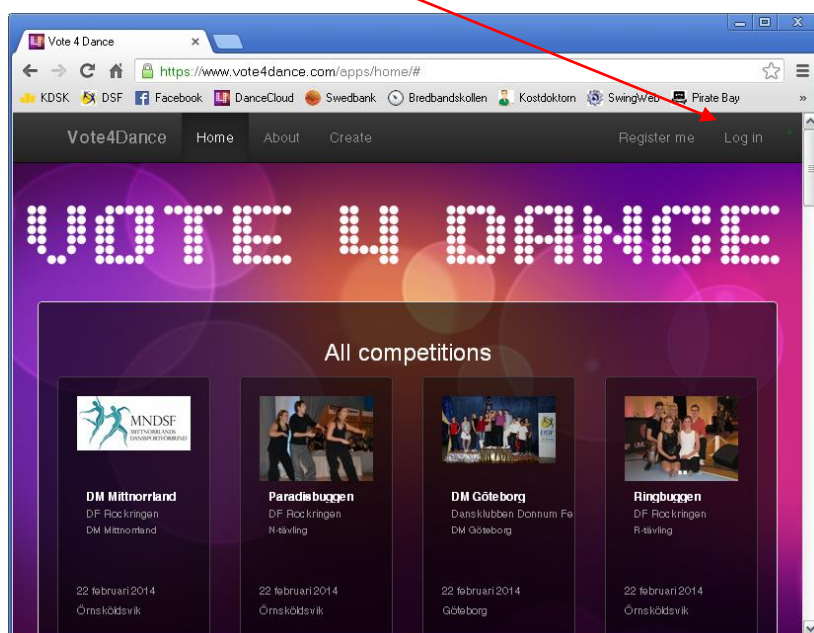 Vote 4 Dance
https://www.vote4dance.com/apps/home/#
KDSK DSF Facebook DanceCloud Swedbank Bredbandskollen Kostdoktorn SwingWeb Pirate Bay »
Vote4Dance Home About Create Register me Log in
VOTE 4 DANCE
All competitions
MNDSF
MITTNORRLANDS
DANSSPORTFÖRBUND
DM Mittnorrland
DF Rockringen
DM Mittnorrland
22 februari 2014
Örnsköldsvik
Paradisbuggen
DF Rockringen
N-tävling
22 februari 2014
Örnsköldsvik
DSF
DM Göteborg
Dansklubben Donnum Fe
DM Göteborg
22 februari 2014
Göteborg
Ringbuggen
DF Rockringen
R-tävling
22 februari 2014
Örnsköldsvik